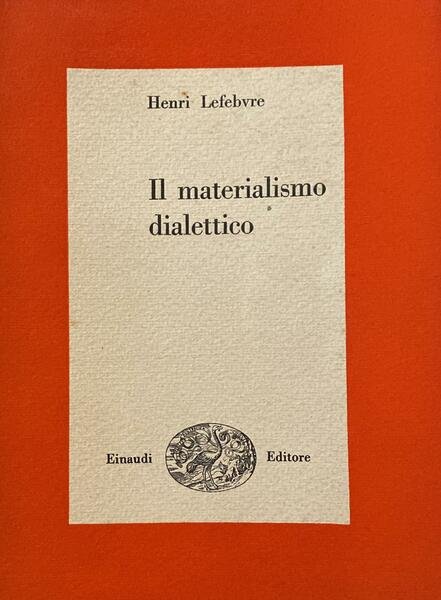 Henri Lefebvre
Il materialismo
dialettico
Einaudi Editore